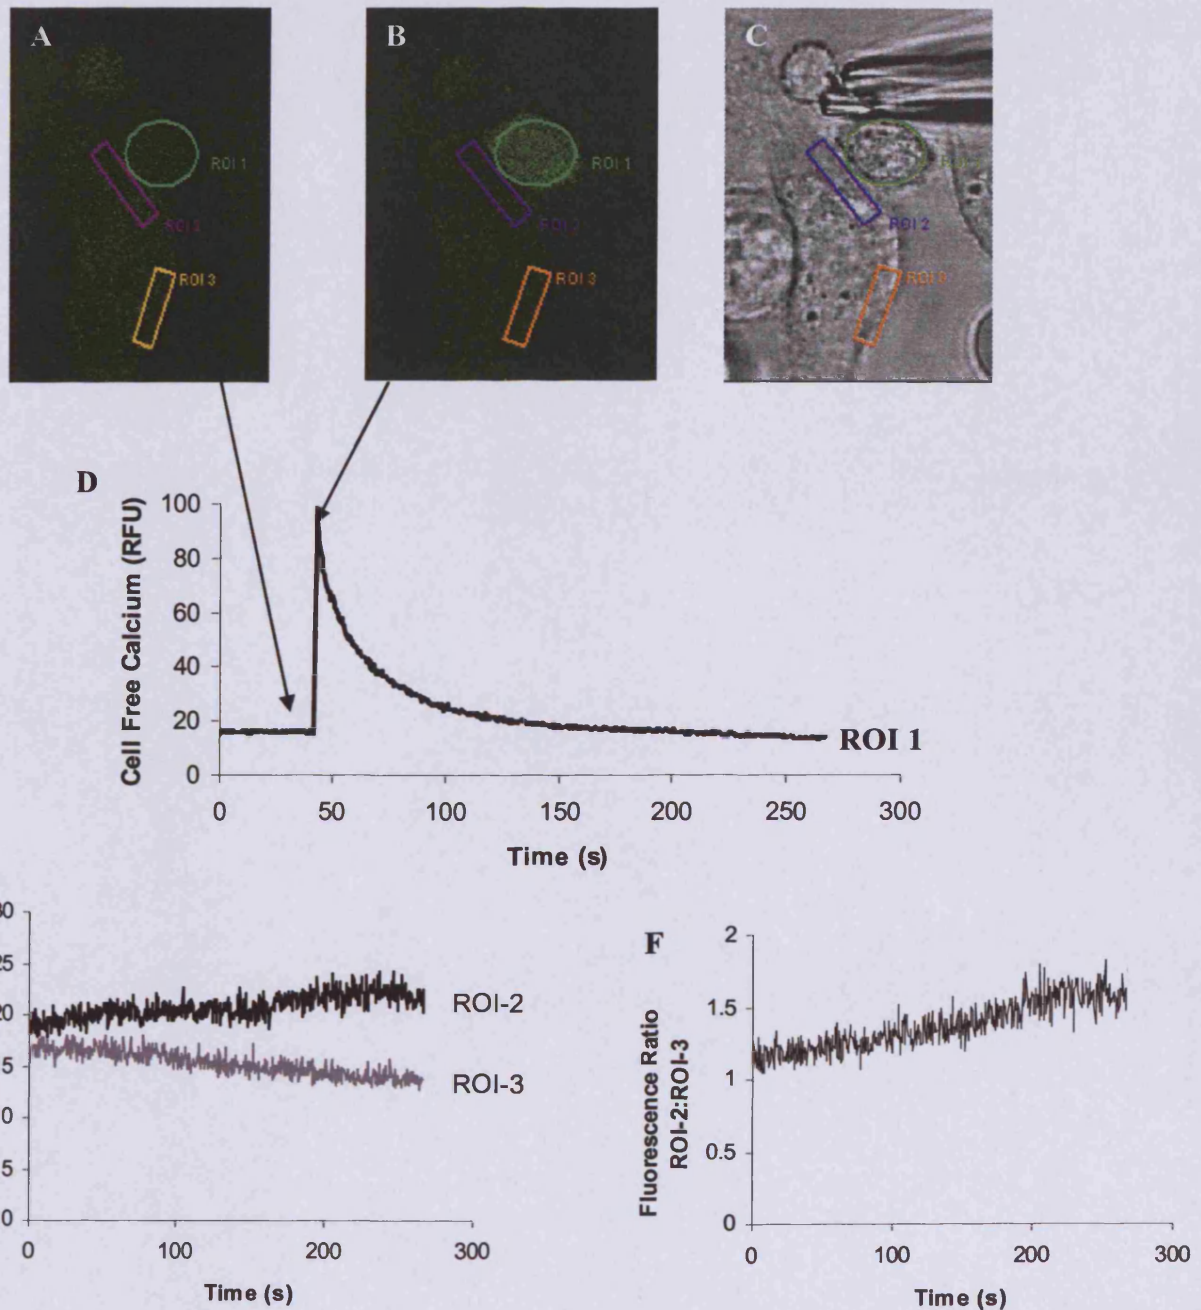 A
B
C
ROI 1
ROI 3
ROI 1
ROI 3
ROI 2
D
Cell Free Calcium (RFU)
100
80
60
40
20
0
0 50 100 150 200 250 300
Time (s)
ROI 1
25
20
0
0 100 200 300
Time (s)
ROI-2
ROI-3
F
Fluorescence Ratio
ROI-2:ROI-3
2
1.5
1
0.5
0
0 100 200 300
Time (s)